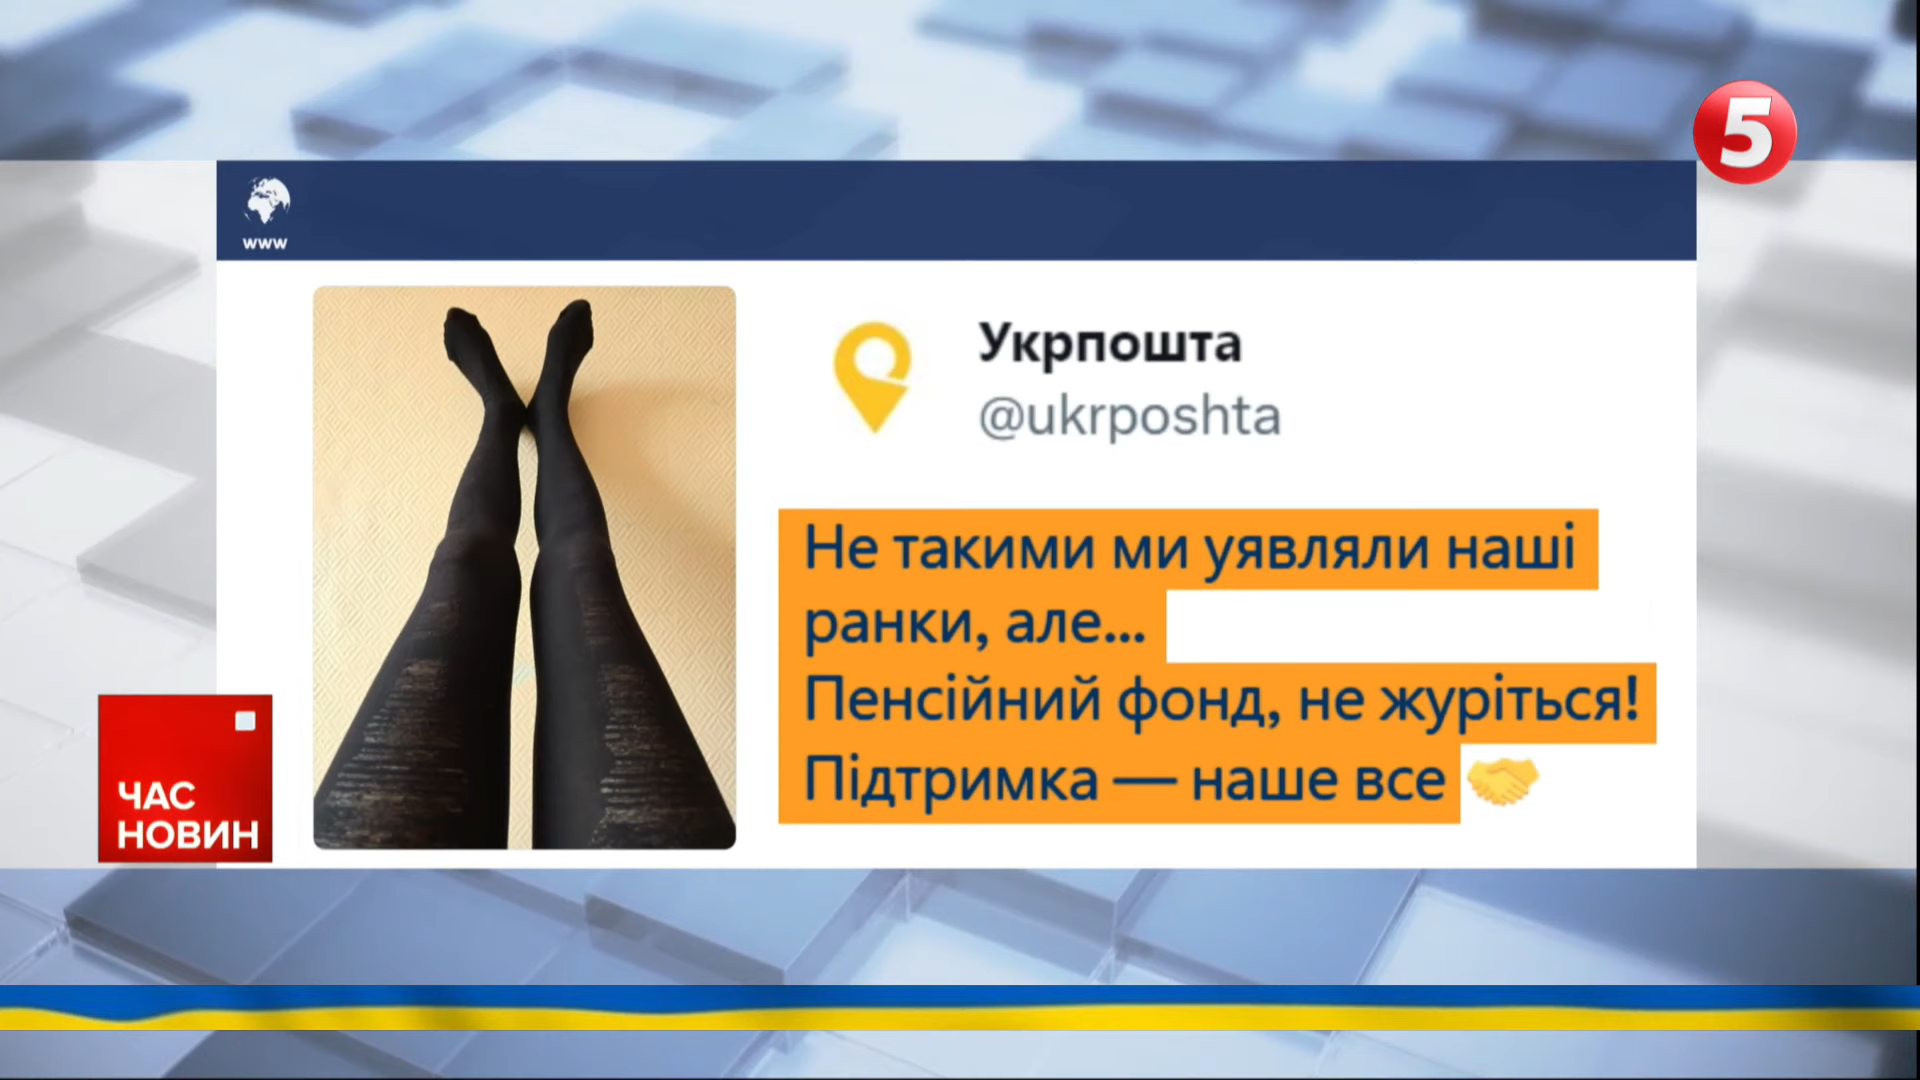 5
www
Укрпошта
@ukrposhta
Не такими ми уявляли наші
ранки, але...
Пенсійний фонд, не журіться!
Підтримка — наше все 🤝
ЧАС
НОВИН